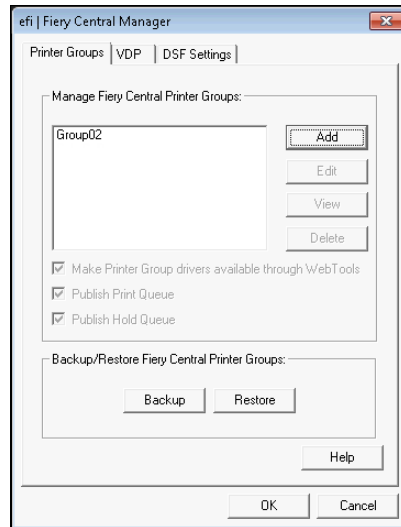 efi | Fiery Central Manager
Printer Groups VDP DSF Settings
Manage Fiery Central Printer Groups:
Group02
Add
Edit
View
Delete
Make Printer Group drivers available through WebTools
Publish Print Queue
Publish Hold Queue
Backup/Restore Fiery Central Printer Groups:
Backup Restore
Help
OK Cancel